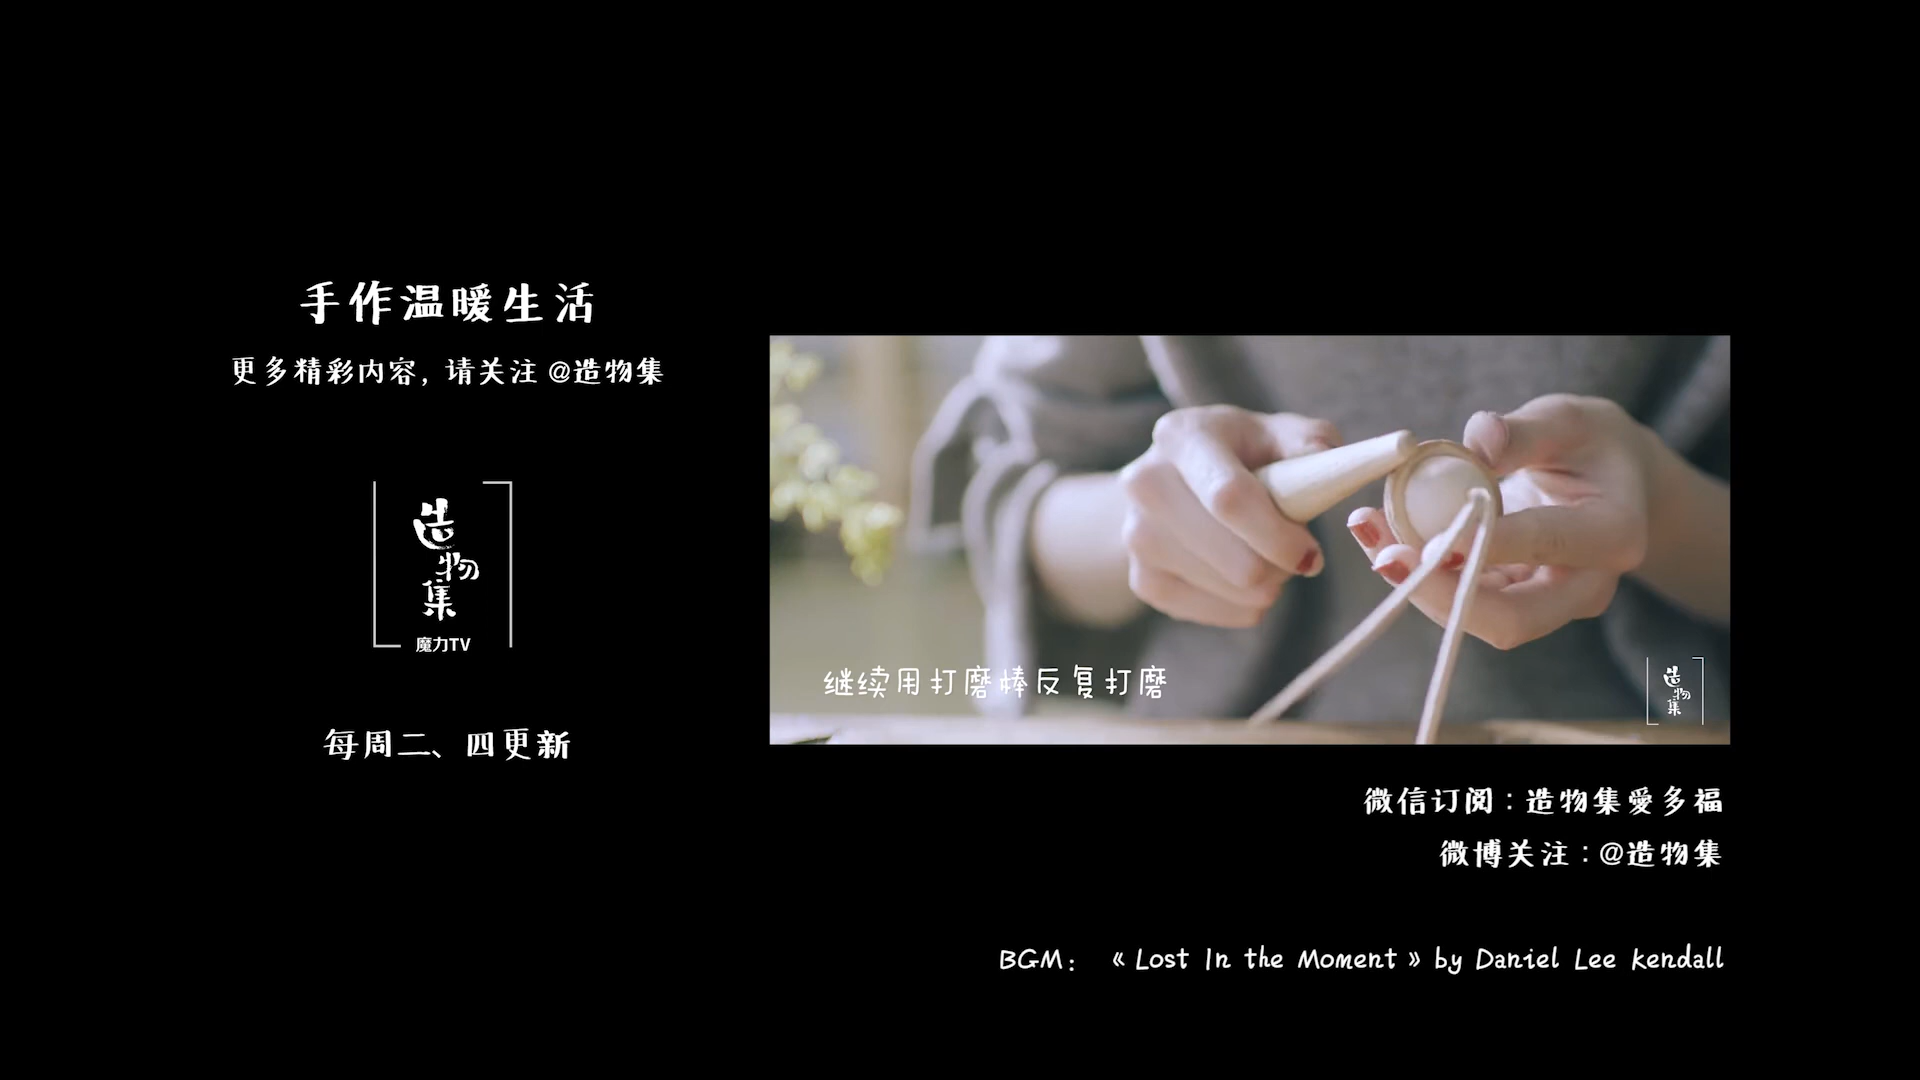 手作温暖生活
更多精彩内容，请关注 @造物集
造物集
魔力TV
每周二、四更新
继续用打磨棒反复打磨
造物集
微信订阅：造物集愛多福
微博关注：@造物集
BGM： 《Lost In the Moment》 by Daniel Lee Kendall